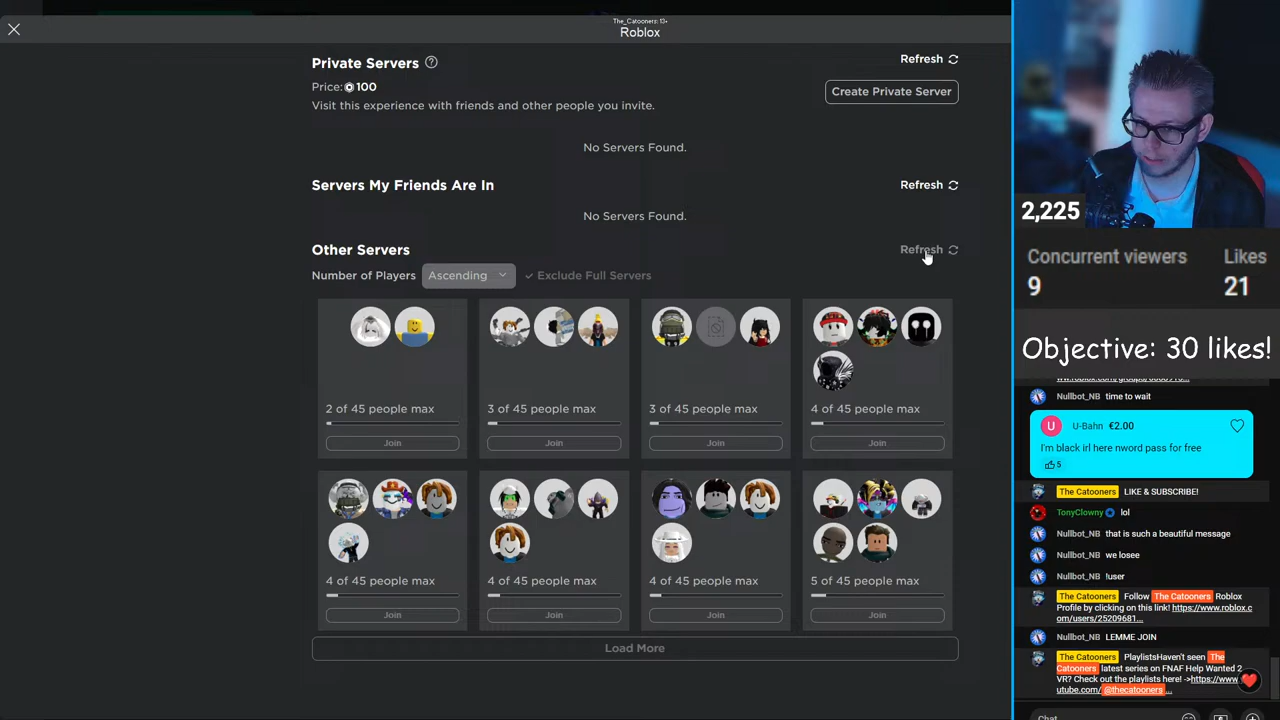 The_Catooners: 13+
Roblox
Private Servers
Refresh
Price: 100
Create Private Server
Visit this experience with friends and other people you invite.
No Servers Found.
Servers My Friends Are In
Refresh
No Servers Found.
Other Servers
Refresh
Number of Players Ascending Exclude Full Servers
2 of 45 people max
Join
3 of 45 people max
Join
3 of 45 people max
Join
4 of 45 people max
Join
4 of 45 people max
Join
4 of 45 people max
Join
4 of 45 people max
Join
5 of 45 people max
Join
Load More
2,225
Concurrent viewers
9
Likes
21
Objective: 30 likes!
Nullbot_NB time to wait
U
U-Bahn €2.00
I'm black irl here nword pass for free
5
The Catooners LIKE & SUBSCRIBE!
TonyClowny lol
Nullbot_NB that is such a beautiful message
Nullbot_NB we losee
Nullbot_NB !user
The Catooners Follow The Catooners Roblox
Profile by clicking on this link! https://www.roblox.c
om/users/25209681...
Nullbot_NB LEMME JOIN
The Catooners PlaylistsHaven't seen The
Catooners latest series on FNAF Help Wanted 2
VR? Check out the playlists here! ->https://www
utube.com/@thecatooners ...
Chat